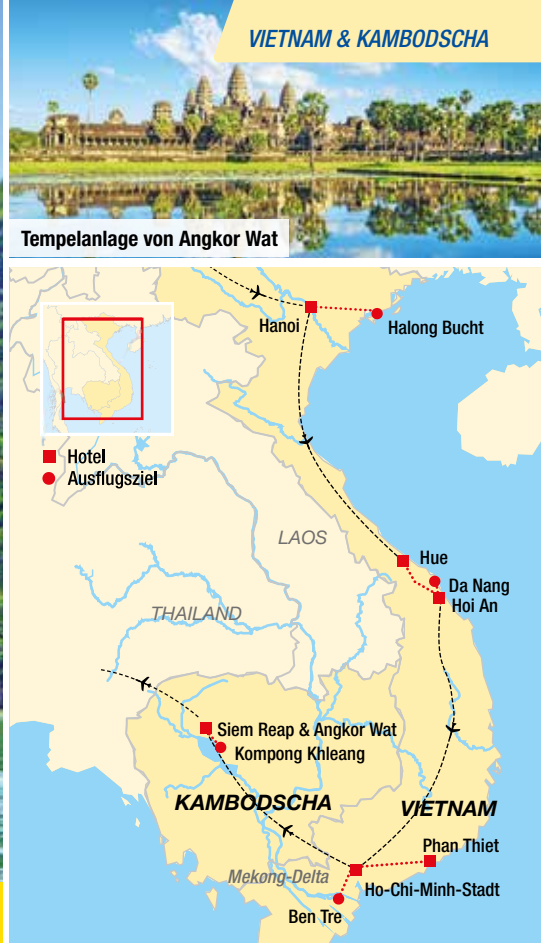 VIETNAM & KAMBODSCHA
Tempelanlage von Angkor Wat
Hanoi
Halong Bucht
Hotel
Ausflugsziel
LAOS
Hue
Da Nang
Hoi An
THAILAND
Siem Reap & Angkor Wat
Kompong Khleang
KAMBODSCHA
VIETNAM
Phan Thiet
Mekong-Delta
Ho-Chi-Minh-Stadt
Ben Tre